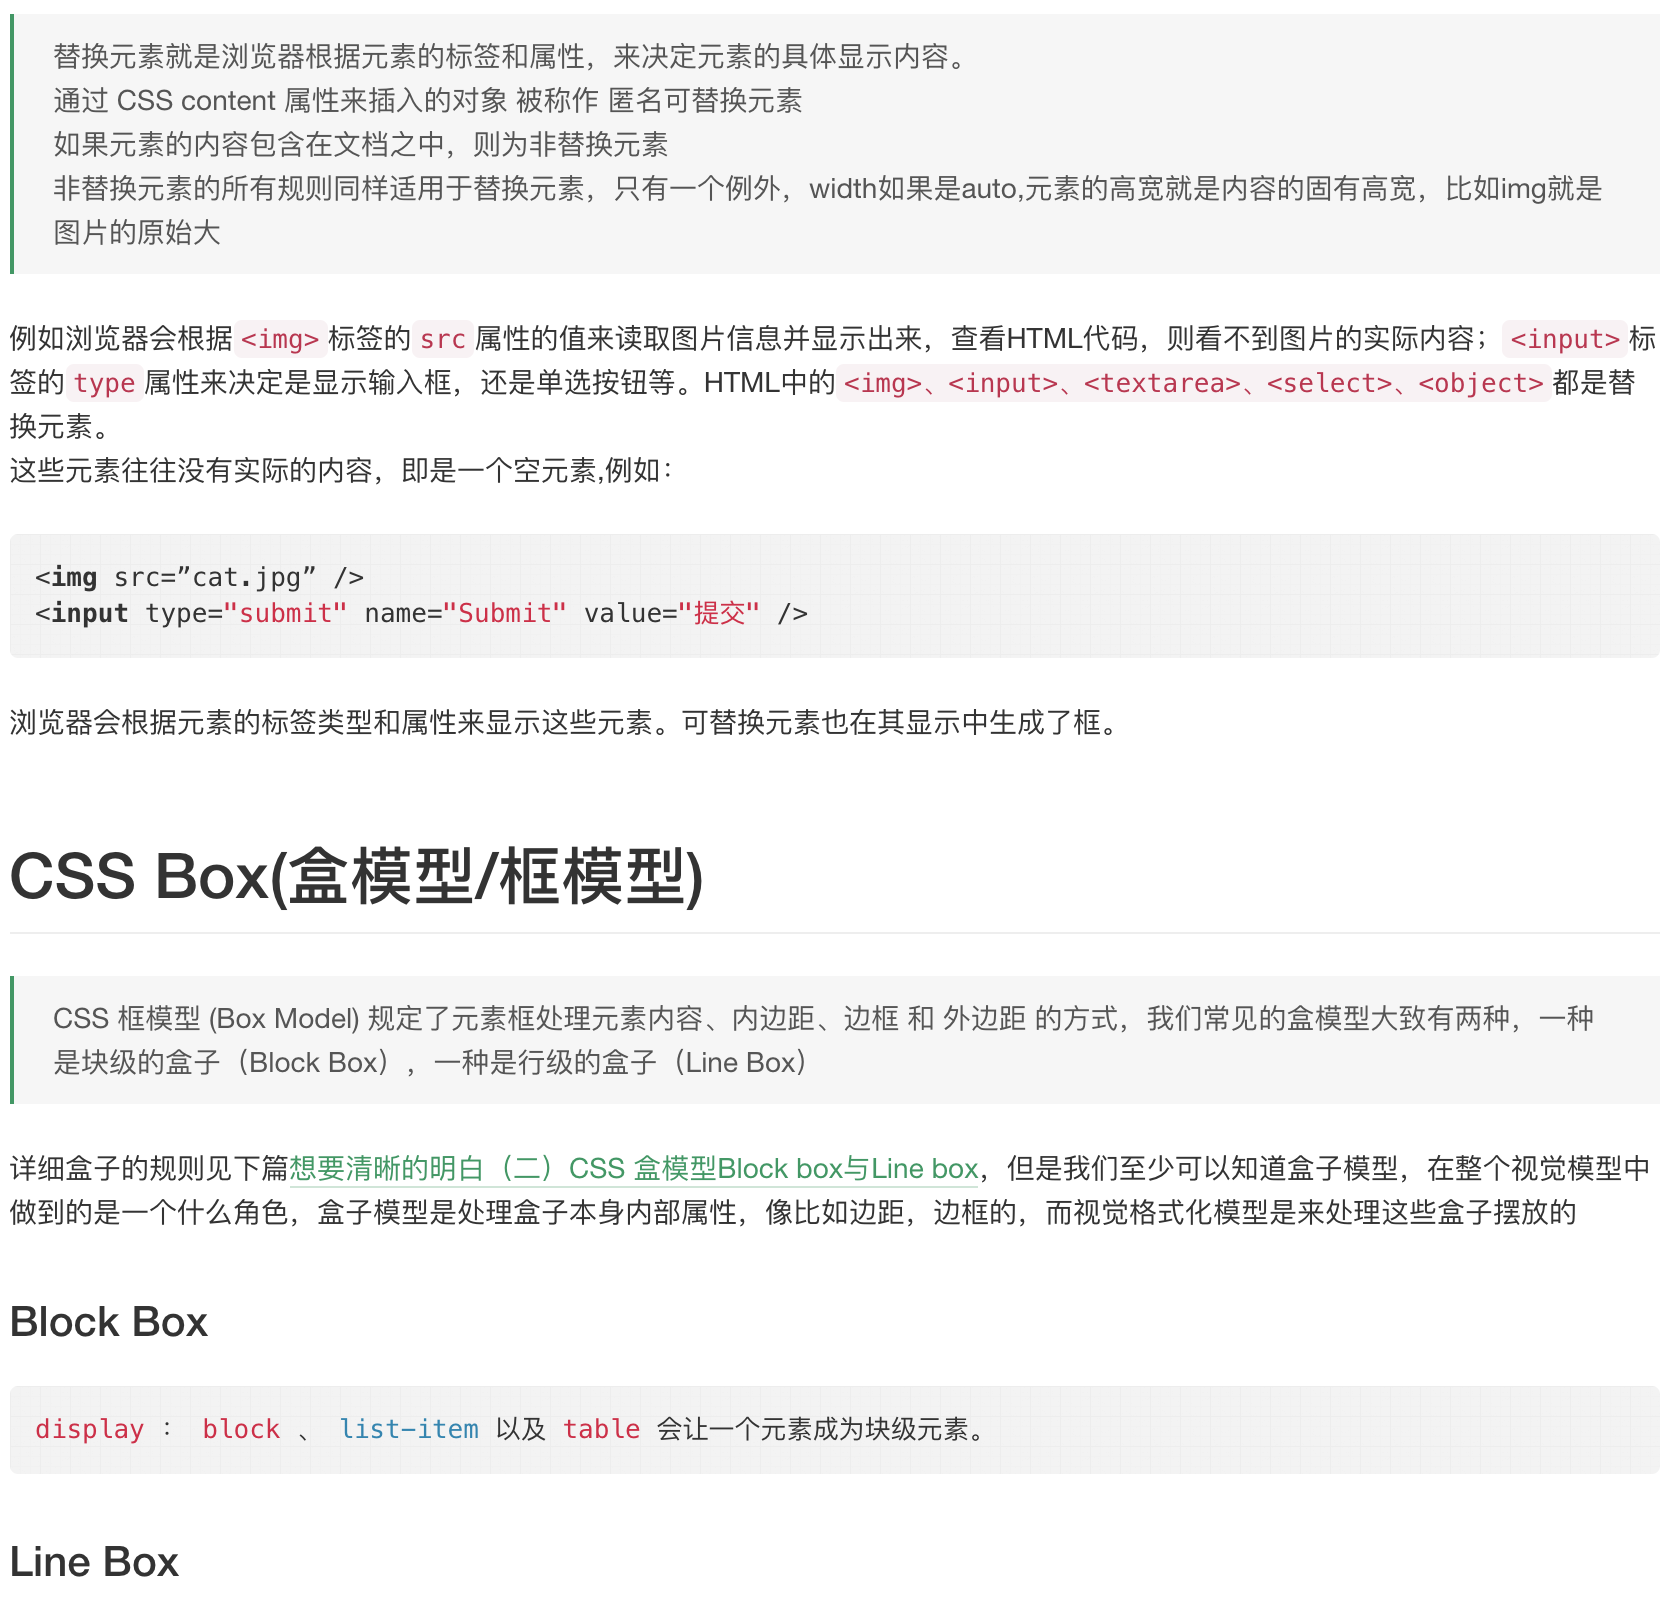 替换元素就是浏览器根据元素的标签和属性，来决定元素的具体显示内容。
通过 CSS content 属性来插入的对象 被称作 匿名可替换元素
如果元素的内容包含在文档之中，则为非替换元素
非替换元素的所有规则同样适用于替换元素，只有一个例外，width如果是auto,元素的高宽就是内容的固有高宽，比如img就是
图片的原始大
例如浏览器会根据<img>标签的src属性的值来读取图片信息并显示出来，查看HTML代码，则看不到图片的实际内容；<input>标
签的type属性来决定是显示输入框，还是单选按钮等。HTML中的<img>、<input>、<textarea>、<select>、<object>都是替
换元素。
这些元素往往没有实际的内容，即是一个空元素,例如：
<img src=”cat.jpg” />
<input type="submit" name="Submit" value="提交" />
浏览器会根据元素的标签类型和属性来显示这些元素。可替换元素也在其显示中生成了框。
CSS Box(盒模型/框模型)
CSS 框模型 (Box Model) 规定了元素框处理元素内容、内边距、边框 和 外边距 的方式，我们常见的盒模型大致有两种，一种
是块级的盒子（Block Box），一种是行级的盒子（Line Box）
详细盒子的规则见下篇想要清晰的明白（二）CSS 盒模型Block box与Line box，但是我们至少可以知道盒子模型，在整个视觉模型中
做到的是一个什么角色，盒子模型是处理盒子本身内部属性，像比如边距，边框的，而视觉格式化模型是来处理这些盒子摆放的
Block Box
display ： block 、 list-item 以及 table 会让一个元素成为块级元素。
Line Box